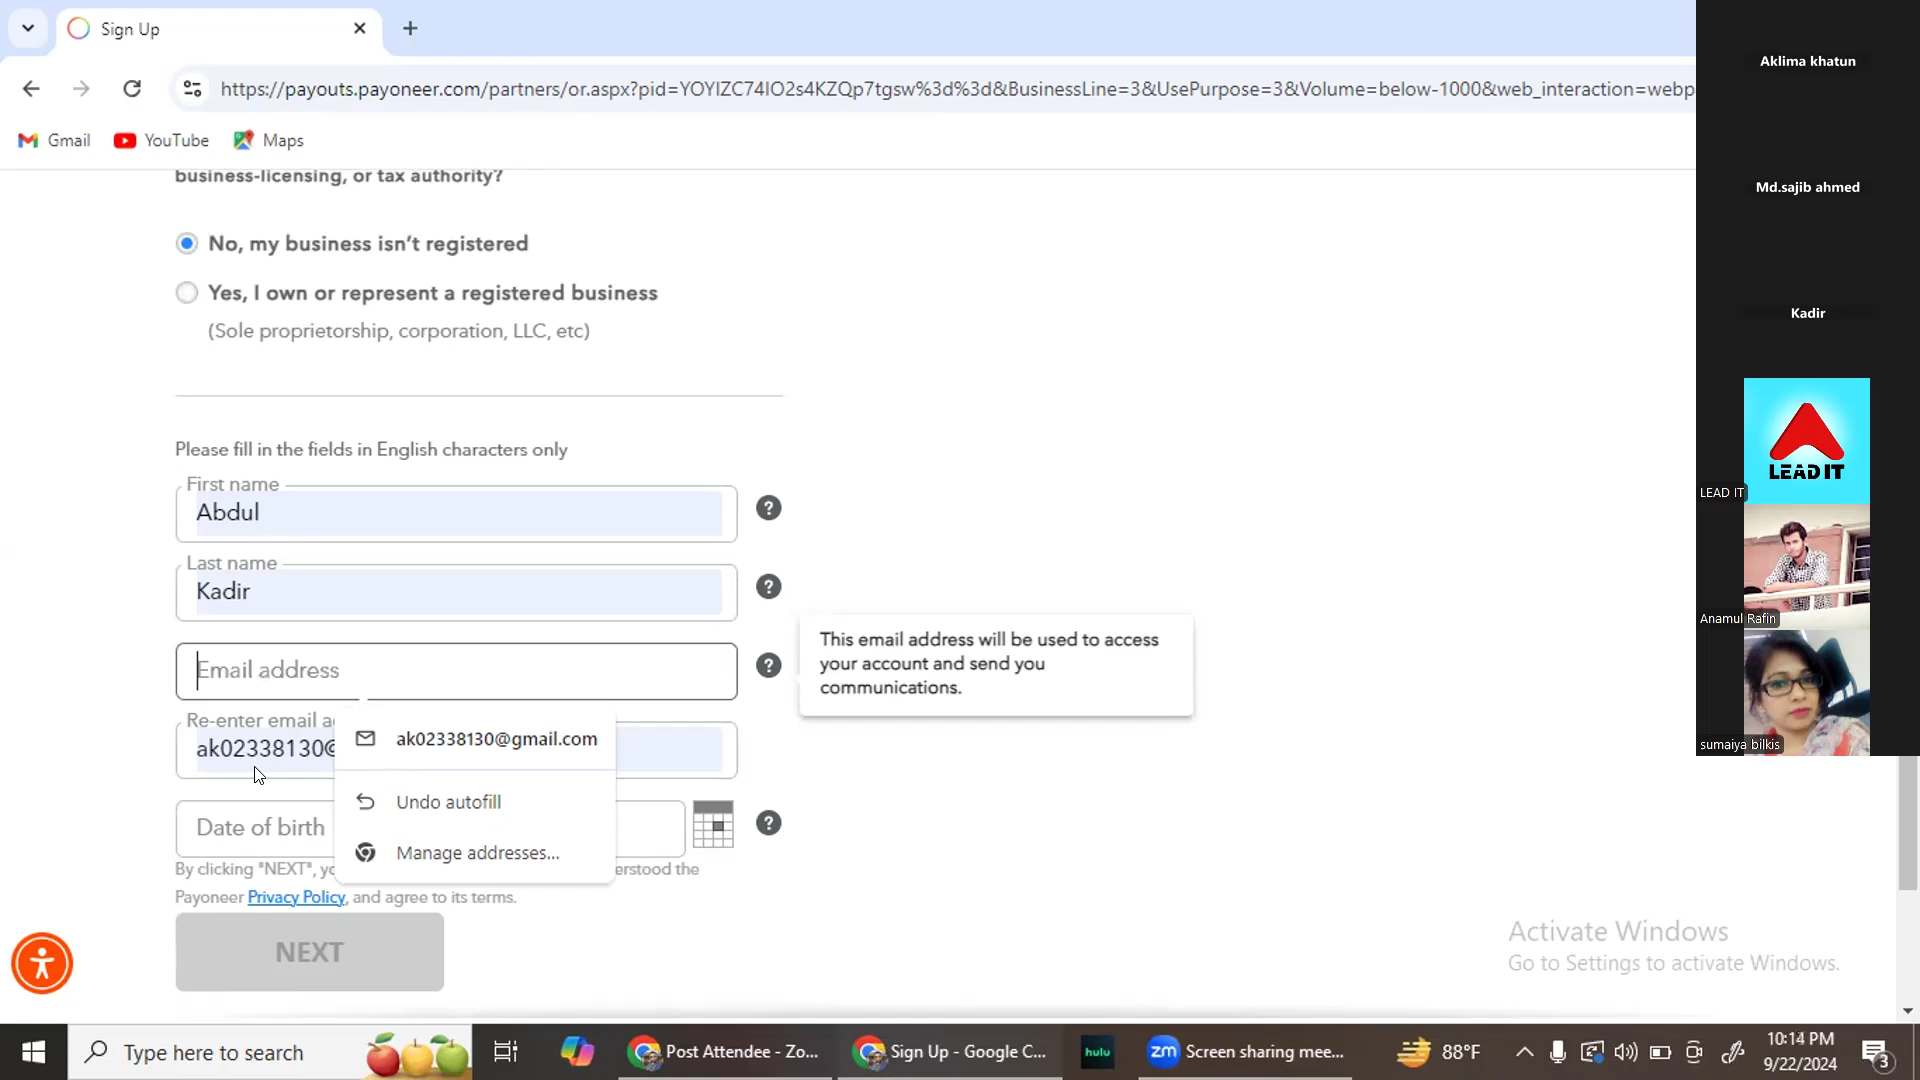 Sign Up
https://payouts.payoneer.com/partners/or.aspx?pid=YOYIZC74IO2s4KZQp7tgsw%3d%3d&BusinessLine=3&UsePurpose=3&Volume=below-1000&web_interaction=webp
Gmail
YouTube
Maps
business-licensing, or tax authority?
No, my business isn't registered
Yes, I own or represent a registered business
(Sole proprietorship, corporation, LLC, etc)
Please fill in the fields in English characters only
First name
Abdul
?
Last name
Kadir
?
Email address
?
This email address will be used to access
your account and send you
communications.
Re-enter email a
ak02338130@
ak02338130@gmail.com
Undo autofill
Manage addresses...
Date of birth
?
By clicking "NEXT", yo
erstood the
Payoneer Privacy Policy, and agree to its terms.
NEXT
Aklima khatun
Md.sajib ahmed
Kadir
LEAD IT
LEAD IT
Anamul Rafin
sumaiya bilkis
Activate Windows
Go to Settings to activate Windows.
Type here to search
Post Attendee - Zo...
Sign Up - Google C...
hulu
zm
Screen sharing mee...
88°F
10:14 PM
9/22/2024
3